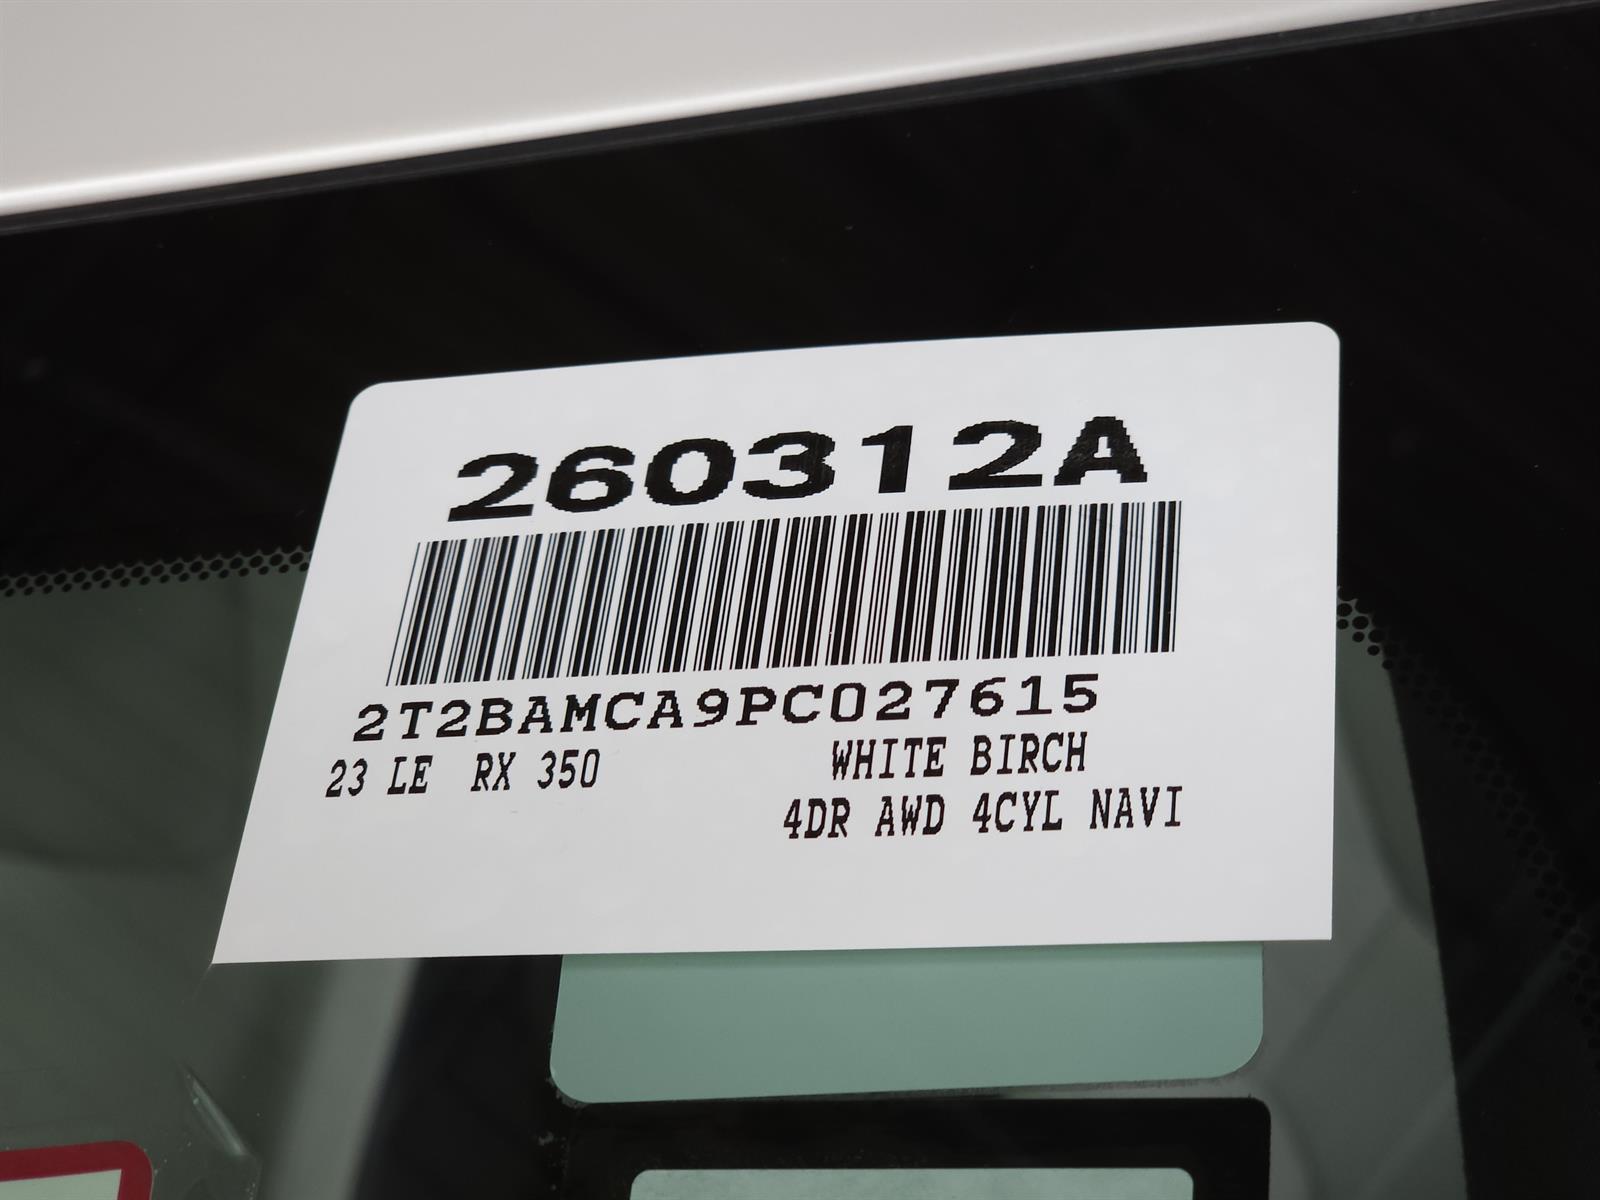 260312A
2T2BAMCA9PC027615
23 LE RX 350 WHITE BIRCH
4DR AWD 4CYL NAVI